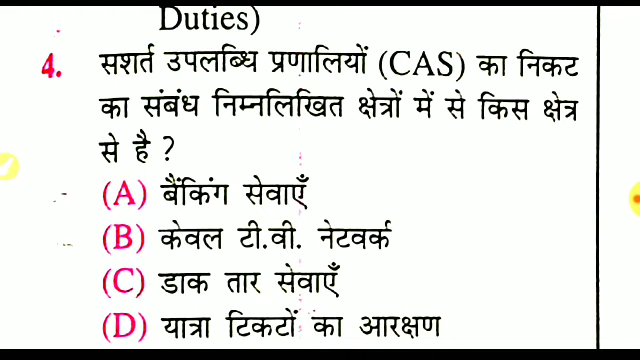 Duties)
4. सशर्त उपलब्धि प्रणालियों (CAS) का निकट
का संबंध निम्नलिखित क्षेत्रों में से किस क्षेत्र
से है ?
(A) बैंकिंग सेवाएँ
(B) केवल टी.वी. नेटवर्क
(C) डाक तार सेवाएँ
(D) यात्रा टिकटों का आरक्षण